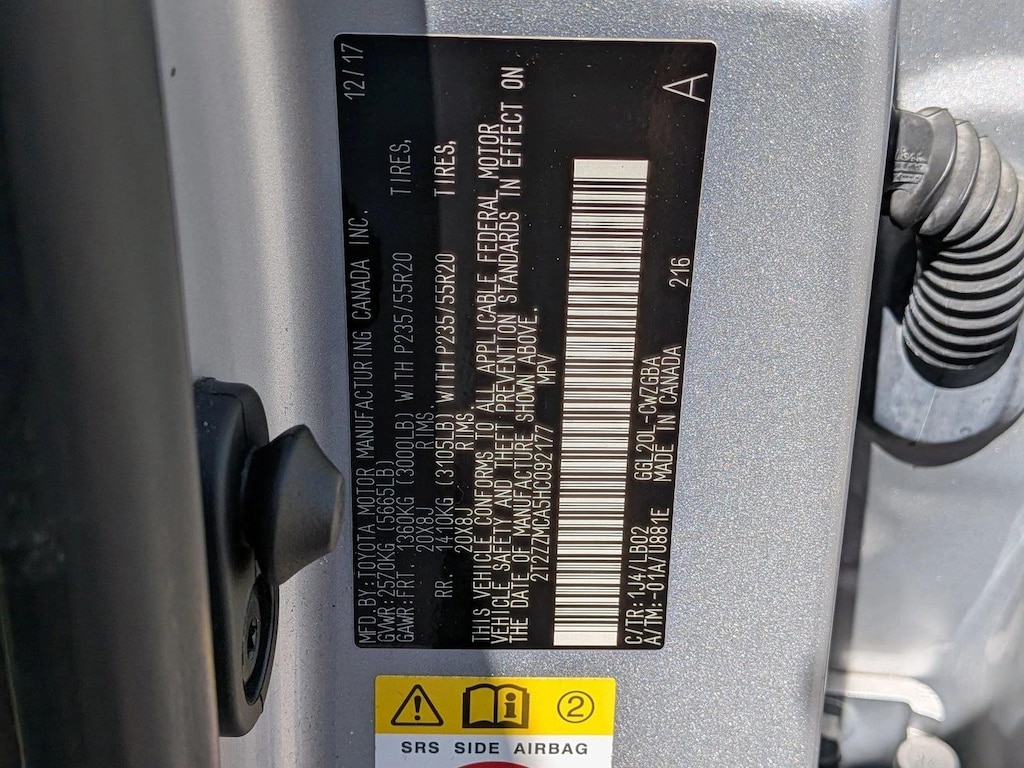 MFD. BY: TOYOTA MOTOR MANUFACTURING CANADA INC. 12/17
GVWR: 2570KG (5665LB)
GAWR: FRT. 1360KG (3000LB) WITH P235/55R20 TIRES,
20X8J RIMS.
RR. 1410KG (3105LB) WITH P235/55R20 TIRES,
20X8J RIMS.
THIS VEHICLE CONFORMS TO ALL APPLICABLE FEDERAL MOTOR
VEHICLE SAFETY AND THEFT PREVENTION STANDARDS IN EFFECT ON
THE DATE OF MANUFACTURE SHOWN ABOVE.
2T2ZZMCA5HC092177 MPV
C/TR: 1J4/LB02 GGL20L-CWZGBA
A/TM: -01A/U881E MADE IN CANADA 216
A
2
SRS SIDE AIRBAG